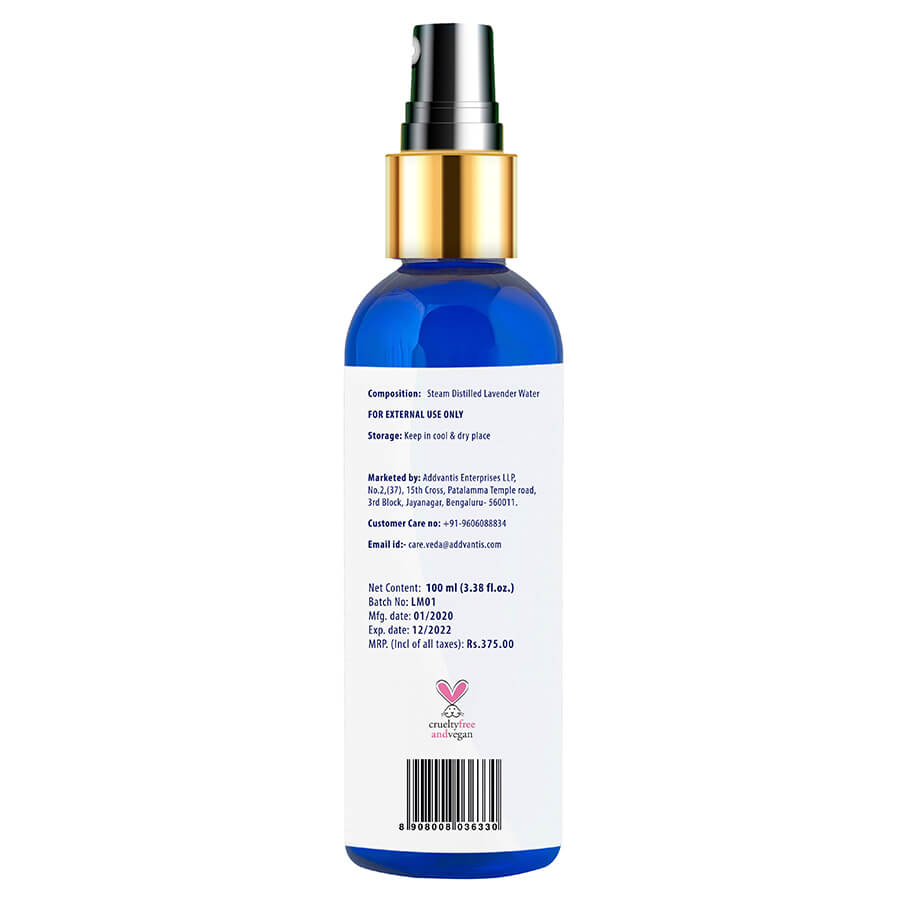 Composition: Steam Distilled Lavender Water
FOR EXTERNAL USE ONLY
Storage: Keep in cool & dry place
Marketed by: Addvantis Enterprises LLP,
No.2,(37), 15th Cross, Patalamma Temple road,
3rd Block, Jayanagar, Bengaluru- 560011.
Customer Care no: +91-9606088834
Email id:- care.veda@addvantis.com
Net Content: 100 ml (3.38 fl.oz.)
Batch No: LM01
Mfg. date: 01/2020
Exp. date: 12/2022
MRP. (Incl of all taxes): Rs.375.00
crueltyfree
andvegan
8 908008 036330